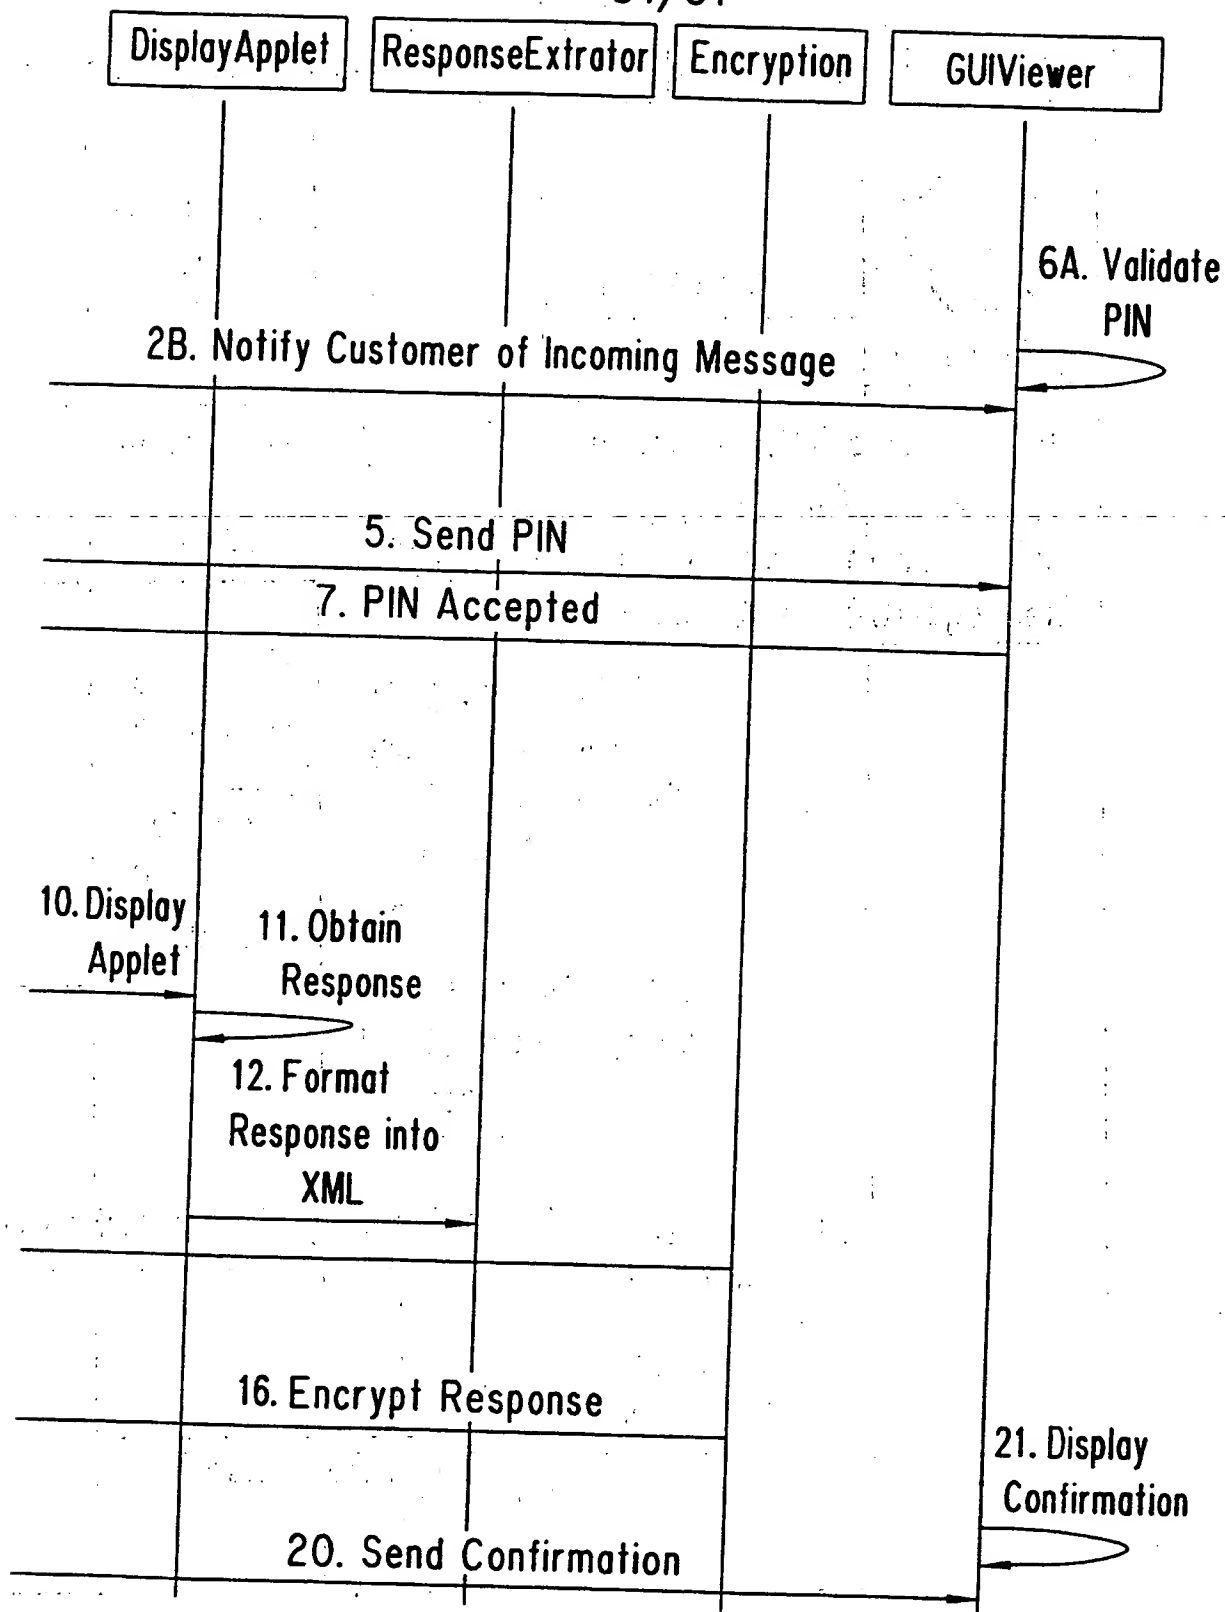 DisplayApplet
ResponseExtrator
Encryption
GUIViewer
6A. Validate
PIN
2B. Notify Customer of Incoming Message
5. Send PIN
7. PIN Accepted
10. Display
Applet
11. Obtain
Response
12. Format
Response into
XML
16. Encrypt Response
21. Display
Confirmation
20. Send Confirmation